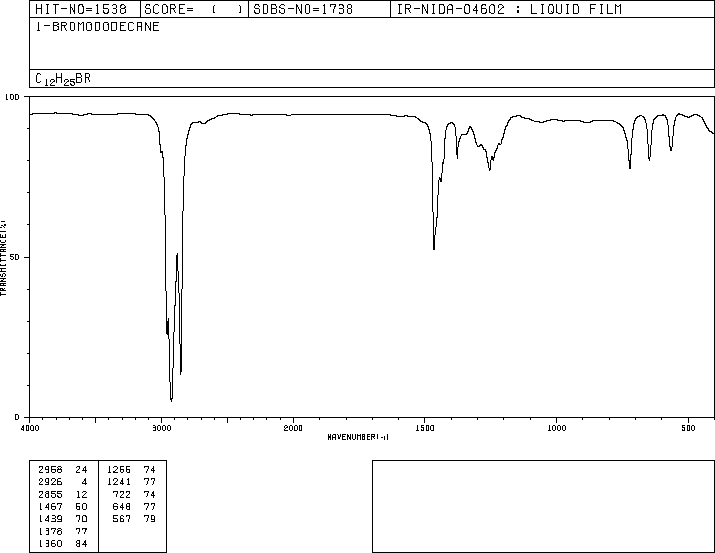 HIT-NO=1538 SCORE= ( ) SDBS-NO=1738 IR-NIDA-04602 : LIQUID FILM
1-BROMODODECANE
C12H25BR
100
50
0
TRANSMITTANCE(%)
4000 3000 2000 1500 1000 500
WAVENUMBER(-1)
2968 24 1266 74
2926 4 1241 77
2855 12 722 74
1467 50 648 77
1439 70 567 79
1378 77
1360 84